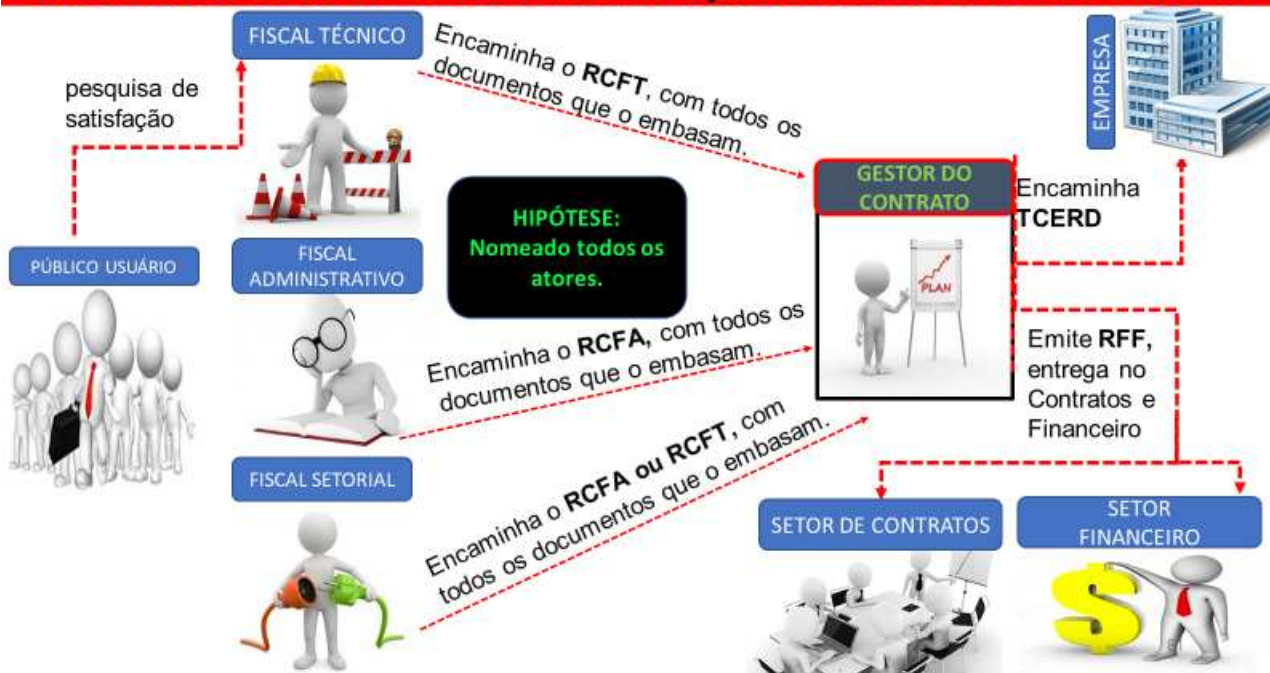 FISCAL TÉCNICO
pesquisa de
satisfação
Encaminha o RCFT, com todos os
documentos que o embasam.
EMPRESA
GESTOR DO
CONTRATO
Encaminha
TCERD
HIPÓTESE:
Nomeado todos os
atores.
PÚBLICO USUÁRIO
FISCAL
ADMINISTRATIVO
PLAN
Encaminha o RCFA, com todos os
documentos que o embasam.
Emite RFF,
entrega no
Contratos e
Financeiro
FISCAL SETORIAL
Encaminha o RCFA ou RCFT, com
todos os documentos que o embasam.
SETOR DE CONTRATOS
SETOR
FINANCEIRO